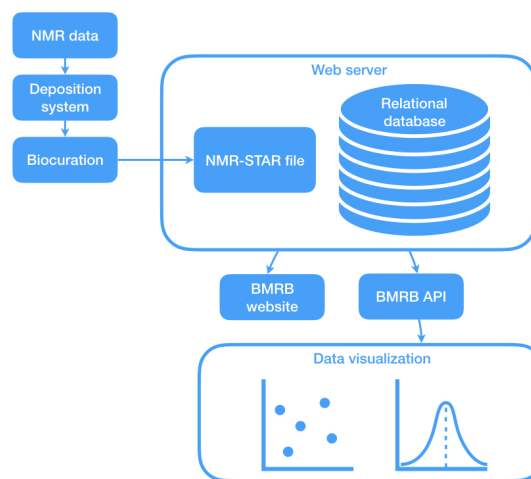 NMR data
Deposition
system
Biocuration
Web server
NMR-STAR file
Relational
database
BMRB
website
BMRB API
Data visualization